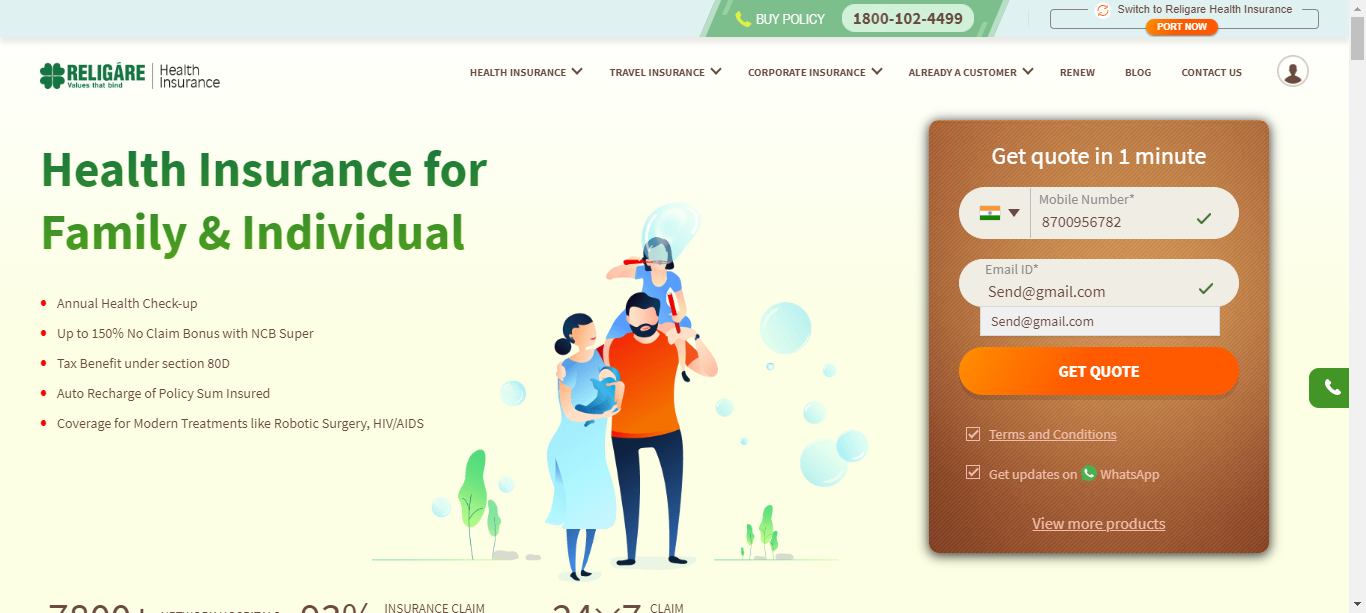 BUY POLICY 1800-102-4499
Switch to Religare Health Insurance
PORT NOW
RELIGÁRE
Values that bind
Health
Insurance
HEALTH INSURANCE
TRAVEL INSURANCE
CORPORATE INSURANCE
ALREADY A CUSTOMER
RENEW
BLOG
CONTACT US
Health Insurance for
Family & Individual
Annual Health Check-up
Up to 150% No Claim Bonus with NCB Super
Tax Benefit under section 80D
Auto Recharge of Policy Sum Insured
Coverage for Modern Treatments like Robotic Surgery, HIV/AIDS
Get quote in 1 minute
Mobile Number*
8700956782
Email ID*
Send@gmail.com
Send@gmail.com
GET QUOTE
Terms and Conditions
Get updates on WhatsApp
View more products
INSURANCE CLAIM
CLAIM